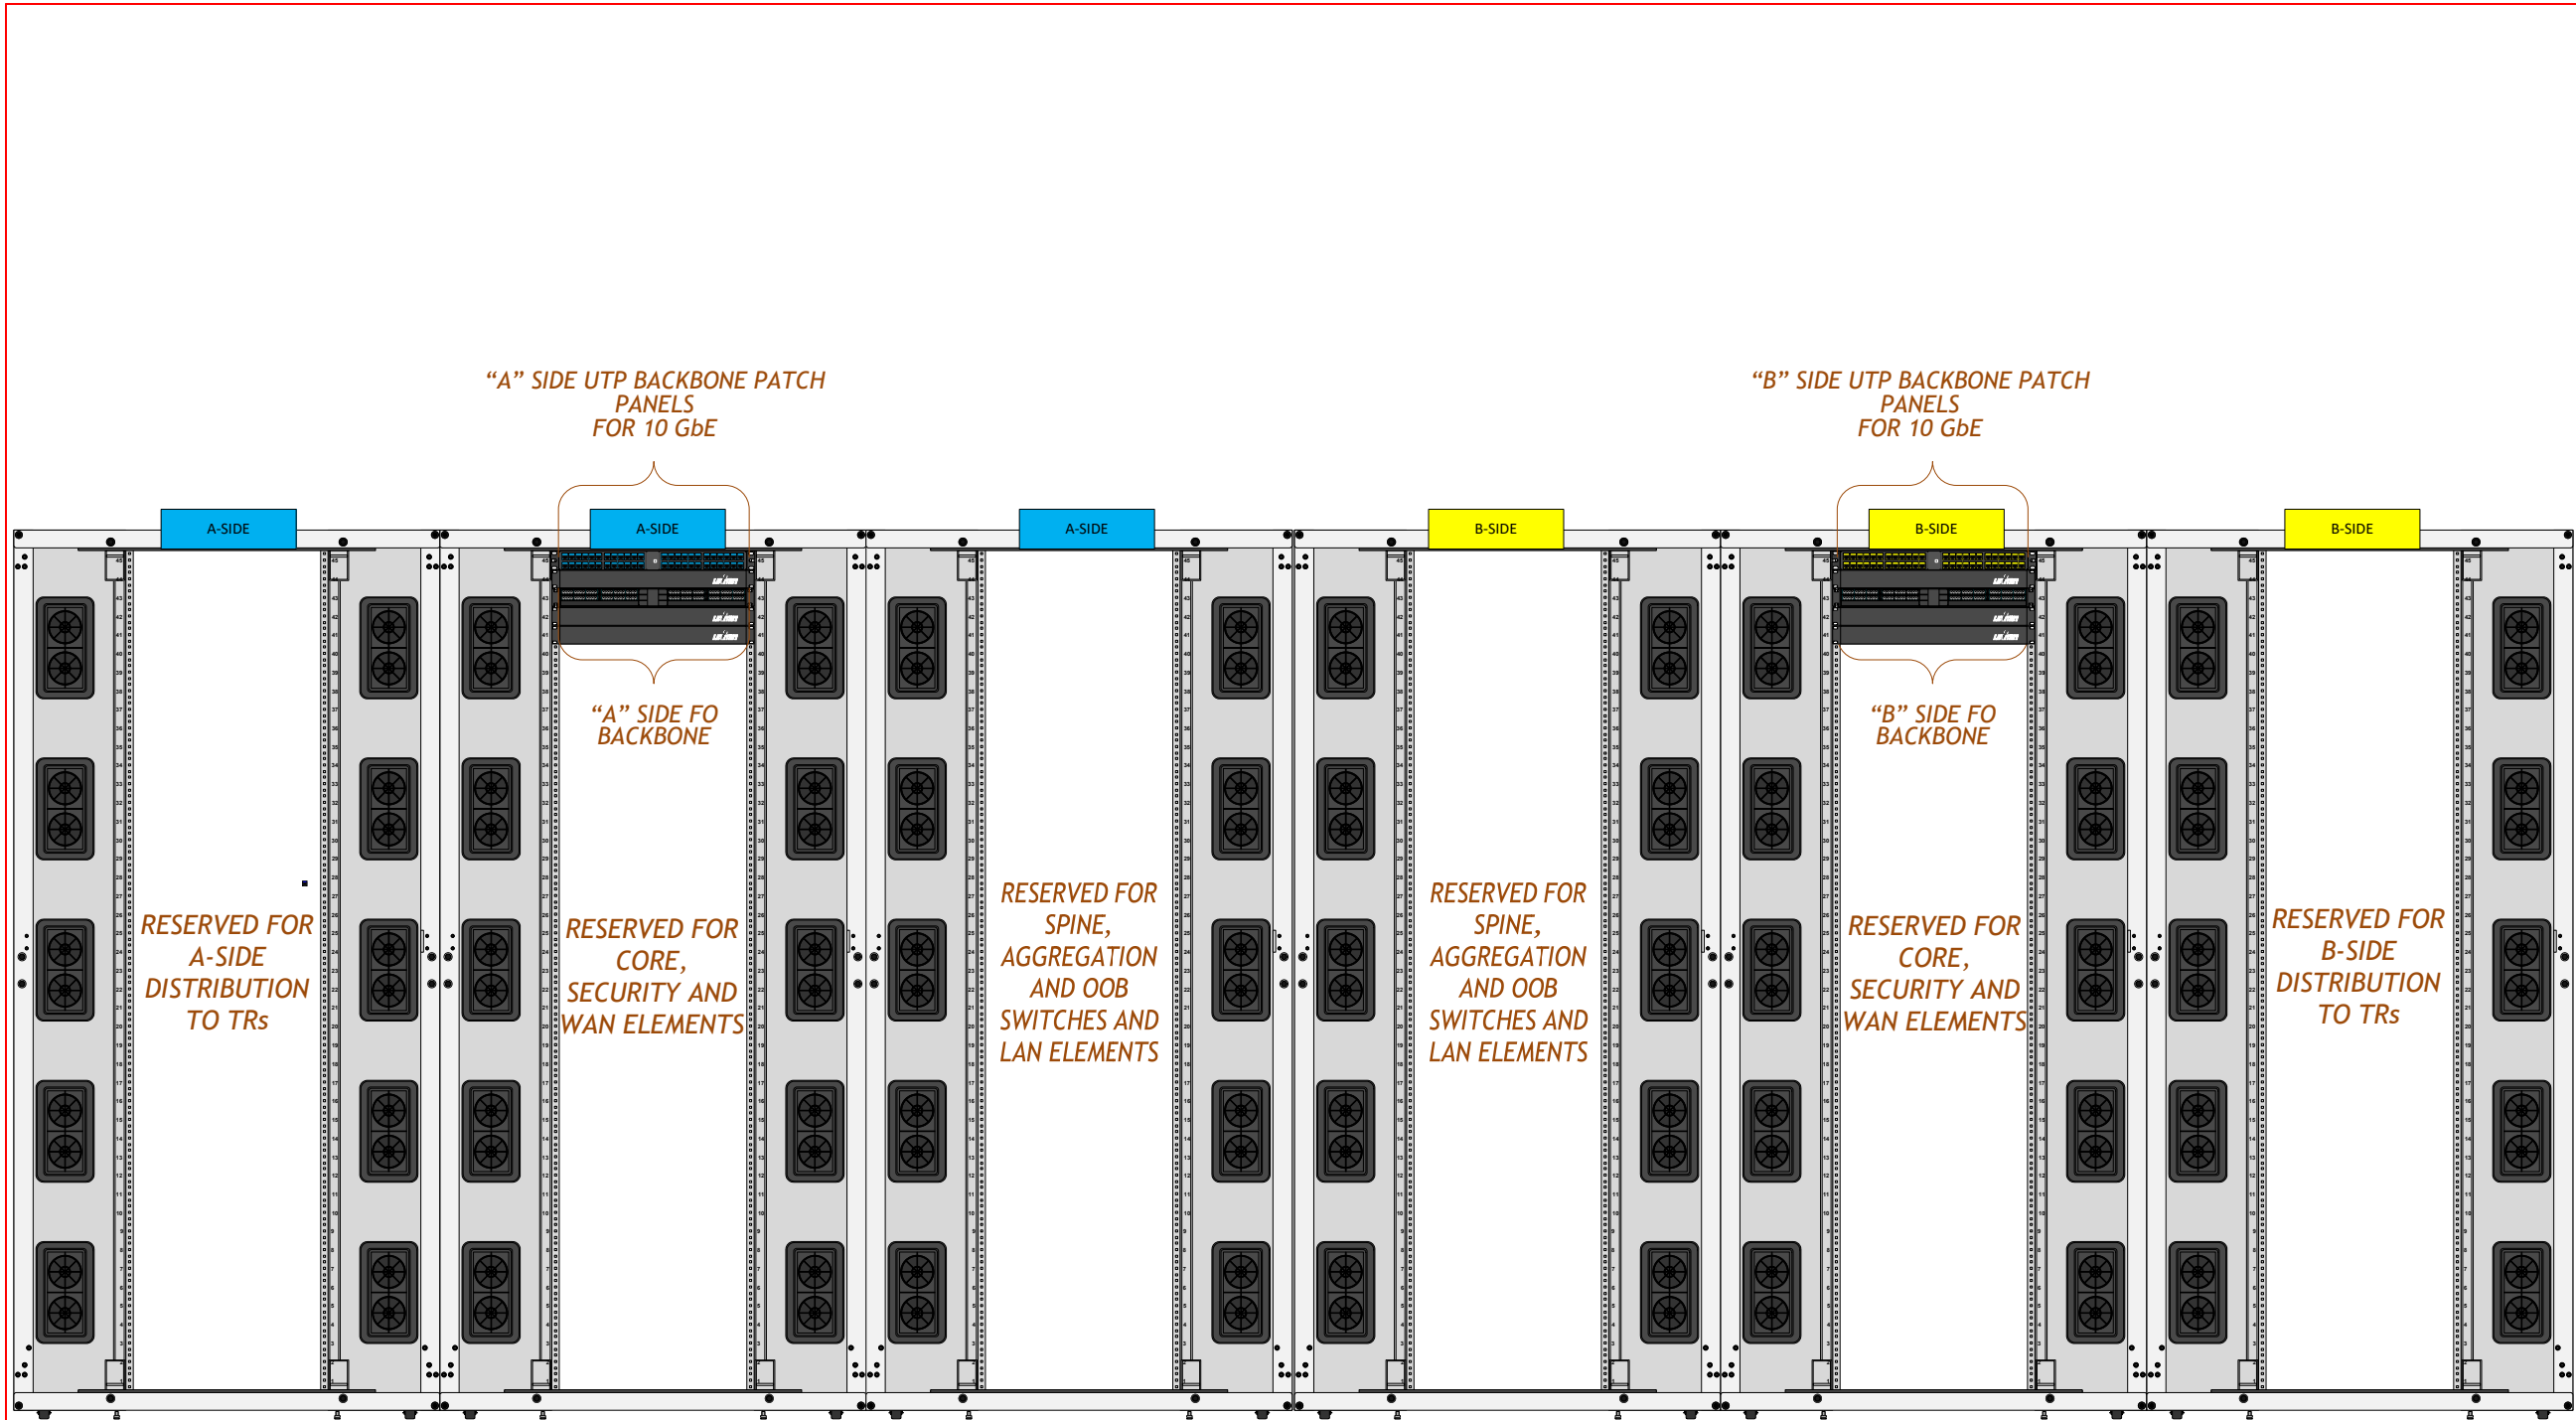 “A” SIDE UTP BACKBONE PATCH
PANELS
FOR 10 GbE
“B” SIDE UTP BACKBONE PATCH
PANELS
FOR 10 GbE
A-SIDE
A-SIDE
A-SIDE
B-SIDE
B-SIDE
B-SIDE
“A” SIDE FO
BACKBONE
“B” SIDE FO
BACKBONE
RESERVED FOR
A-SIDE
DISTRIBUTION
TO TRs
RESERVED FOR
CORE,
SECURITY AND
WAN ELEMENTS
RESERVED FOR
SPINE,
AGGREGATION
AND OOB
SWITCHES AND
LAN ELEMENTS
RESERVED FOR
SPINE,
AGGREGATION
AND OOB
SWITCHES AND
LAN ELEMENTS
RESERVED FOR
CORE,
SECURITY AND
WAN ELEMENTS
RESERVED FOR
B-SIDE
DISTRIBUTION
TO TRs